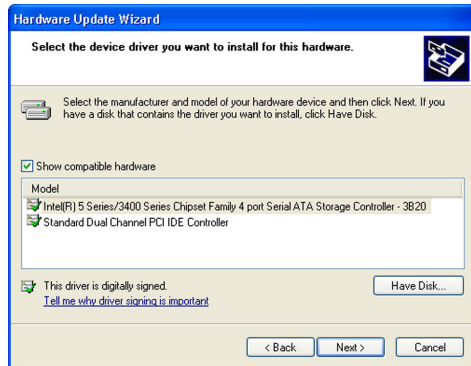 Hardware Update Wizard
Select the device driver you want to install for this hardware.
Select the manufacturer and model of your hardware device and then click Next. If you
have a disk that contains the driver you want to install, click Have Disk.
Show compatible hardware
Model
Intel(R) 5 Series/3400 Series Chipset Family 4 port Serial ATA Storage Controller - 3B20
Standard Dual Channel PCI IDE Controller
This driver is digitally signed.
Have Disk...
Tell me why driver signing is important
< Back
Next >
Cancel